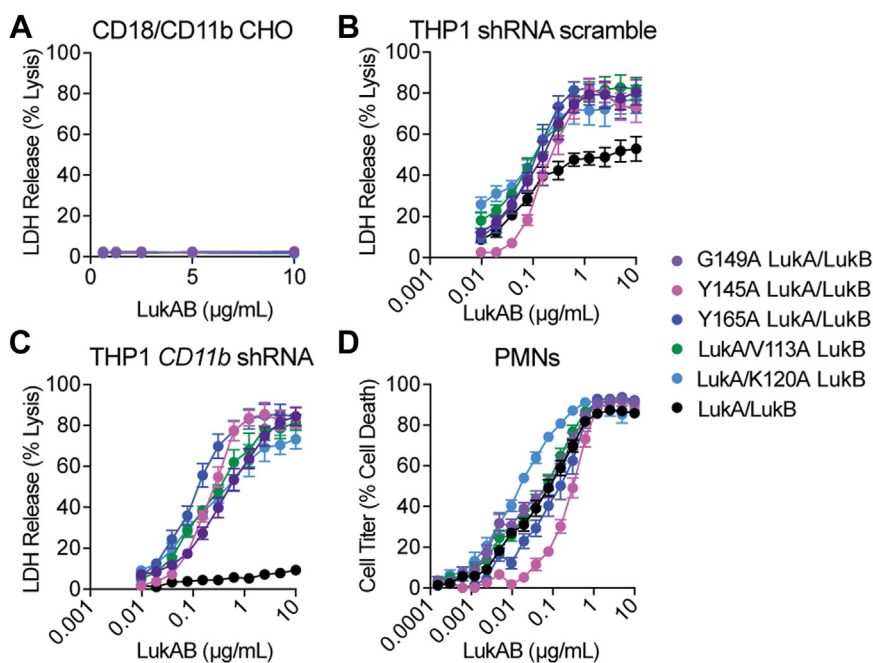 A CD18/CD11b CHO
LDH Release (% Lysis)
100
80
60
40
20
0
0 5 10
LukAB (µg/mL)
B THP1 shRNA scramble
LDH Release (% Lysis)
100
80
60
40
20
0
0.001 0.01 0.1 1 10
LukAB (µg/mL)
G149A LukA/LukB
Y145A LukA/LukB
Y165A LukA/LukB
LukA/V113A LukB
LukA/K120A LukB
LukA/LukB
C THP1 CD11b shRNA
LDH Release (% Lysis)
100
80
60
40
20
0
0.001 0.01 0.1 1 10
LukAB (µg/mL)
D PMNs
Cell Titer (% Cell Death)
100
80
60
40
20
0
0.0001 0.001 0.01 0.1 1 10
LukAB (µg/mL)